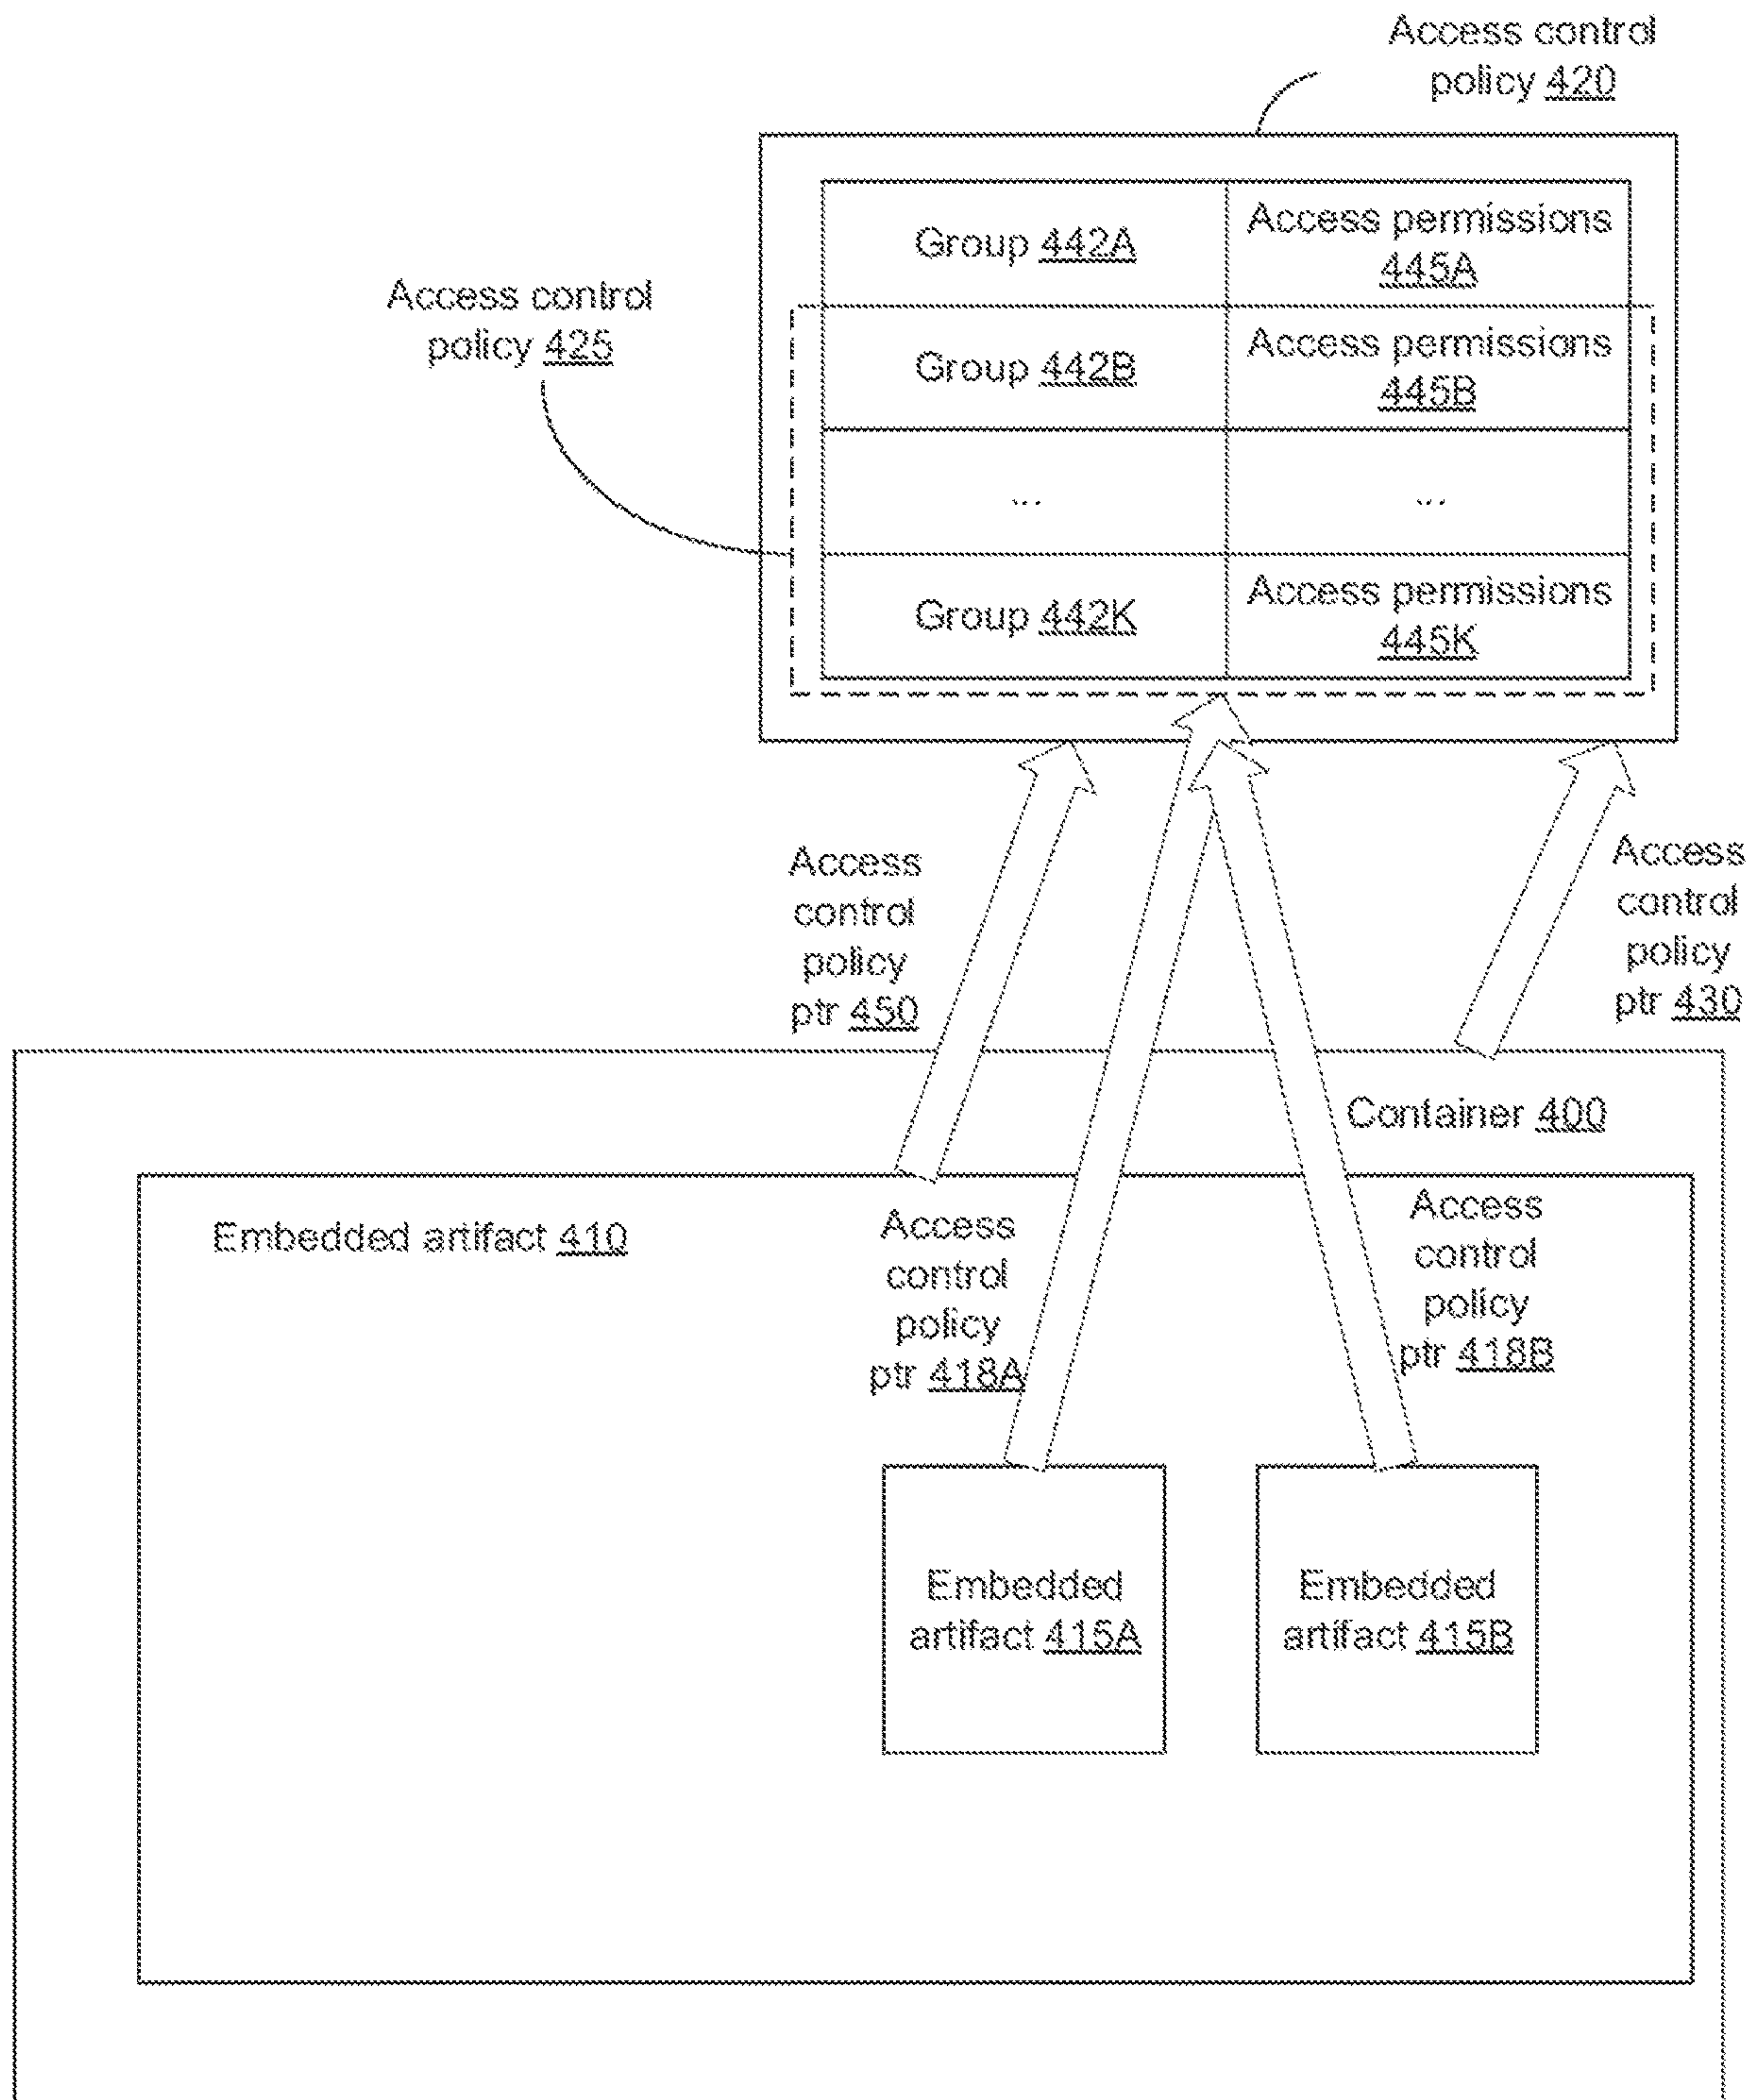 Access control
policy 420
Group 442A
Access permissions
445A
Access control
policy 425
Group 442B
Access permissions
445B
... ...
Group 442K
Access permissions
445K
Access
control
policy
ptr 450
Access
control
policy
ptr 430
Container 400
Embedded artifact 410
Access
control
policy
ptr 418A
Access
control
policy
ptr 418B
Embedded
artifact 415A
Embedded
artifact 415B